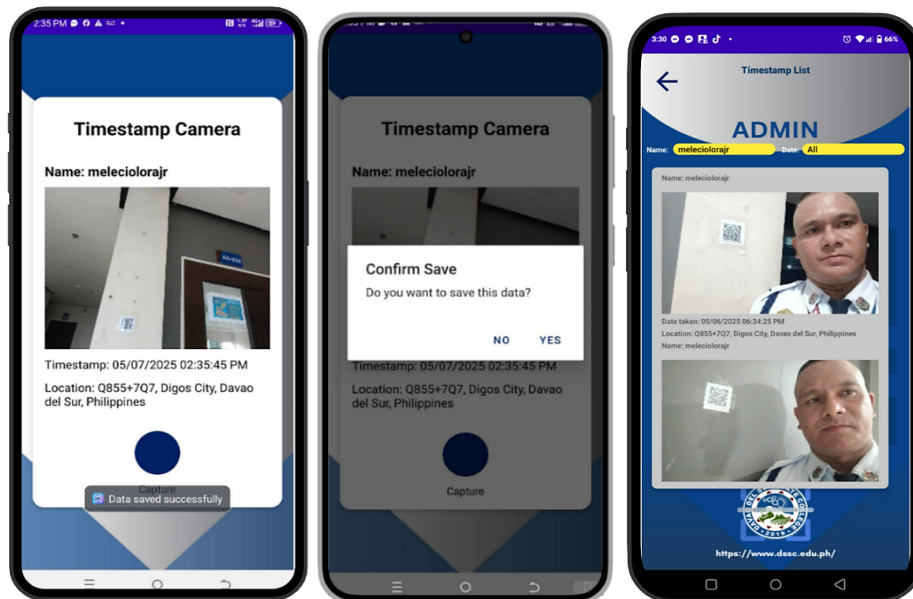 2:35 PM
Timestamp Camera
Name: meleciolorajr
Timestamp: 05/07/2025 02:35:45 PM
Location: Q855+7Q7, Digos City, Davao
del Sur, Philippines
Capture
Data saved successfully
Timestamp Camera
Name: meleciolorajr
Confirm Save
Do you want to save this data?
NO YES
Timestamp: 05/07/2025 02:35:45 PM
Location: Q855+7Q7, Digos City, Davao
del Sur, Philippines
Capture
3:30 66%
Timestamp List
ADMIN
Name: meleciolorajr Date: All
Name: meleciolorajr
Date taken: 05/06/2025 06:34:25 PM
Location: Q855+7Q7, Digos City, Davao del Sur, Philippines
Name: meleciolorajr
https://www.dssc.edu.ph/